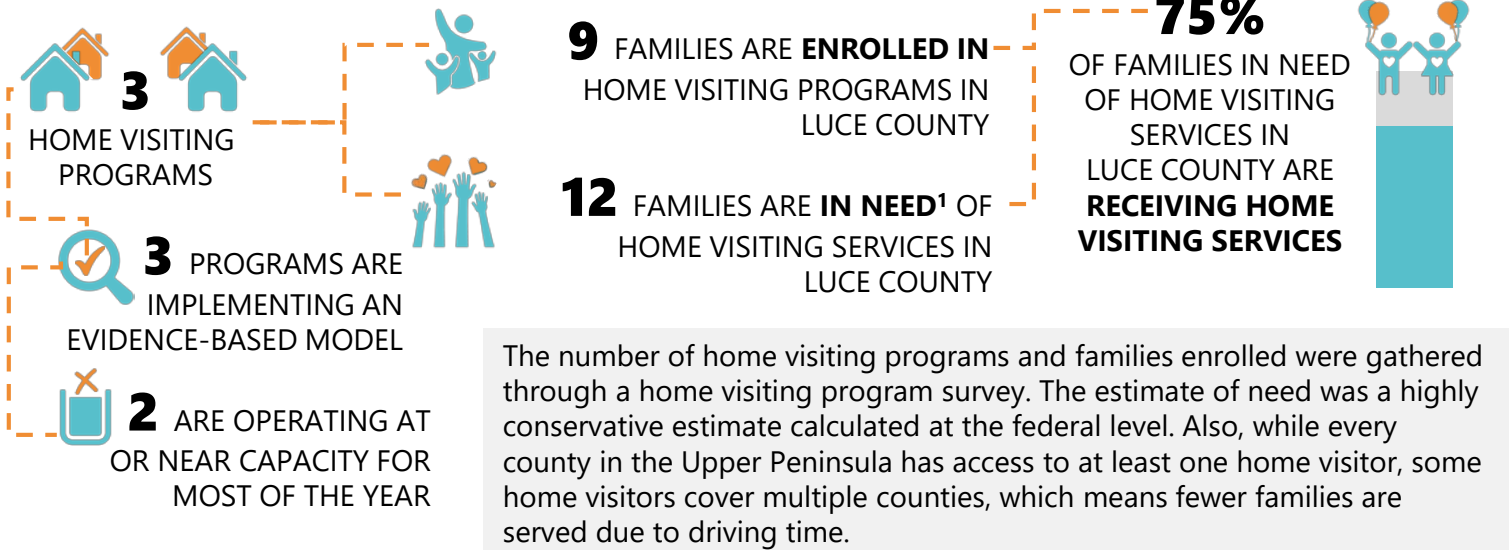 3
HOME VISITING
PROGRAMS
3 PROGRAMS ARE
IMPLEMENTING AN
EVIDENCE-BASED MODEL
2 ARE OPERATING AT
OR NEAR CAPACITY FOR
MOST OF THE YEAR
9 FAMILIES ARE ENROLLED IN
HOME VISITING PROGRAMS IN
LUCE COUNTY
12 FAMILIES ARE IN NEED¹ OF
HOME VISITING SERVICES IN
LUCE COUNTY
75%
OF FAMILIES IN NEED
OF HOME VISITING
SERVICES IN
LUCE COUNTY ARE
RECEIVING HOME
VISITING SERVICES
The number of home visiting programs and families enrolled were gathered
through a home visiting program survey. The estimate of need was a highly
conservative estimate calculated at the federal level. Also, while every
county in the Upper Peninsula has access to at least one home visitor, some
home visitors cover multiple counties, which means fewer families are
served due to driving time.